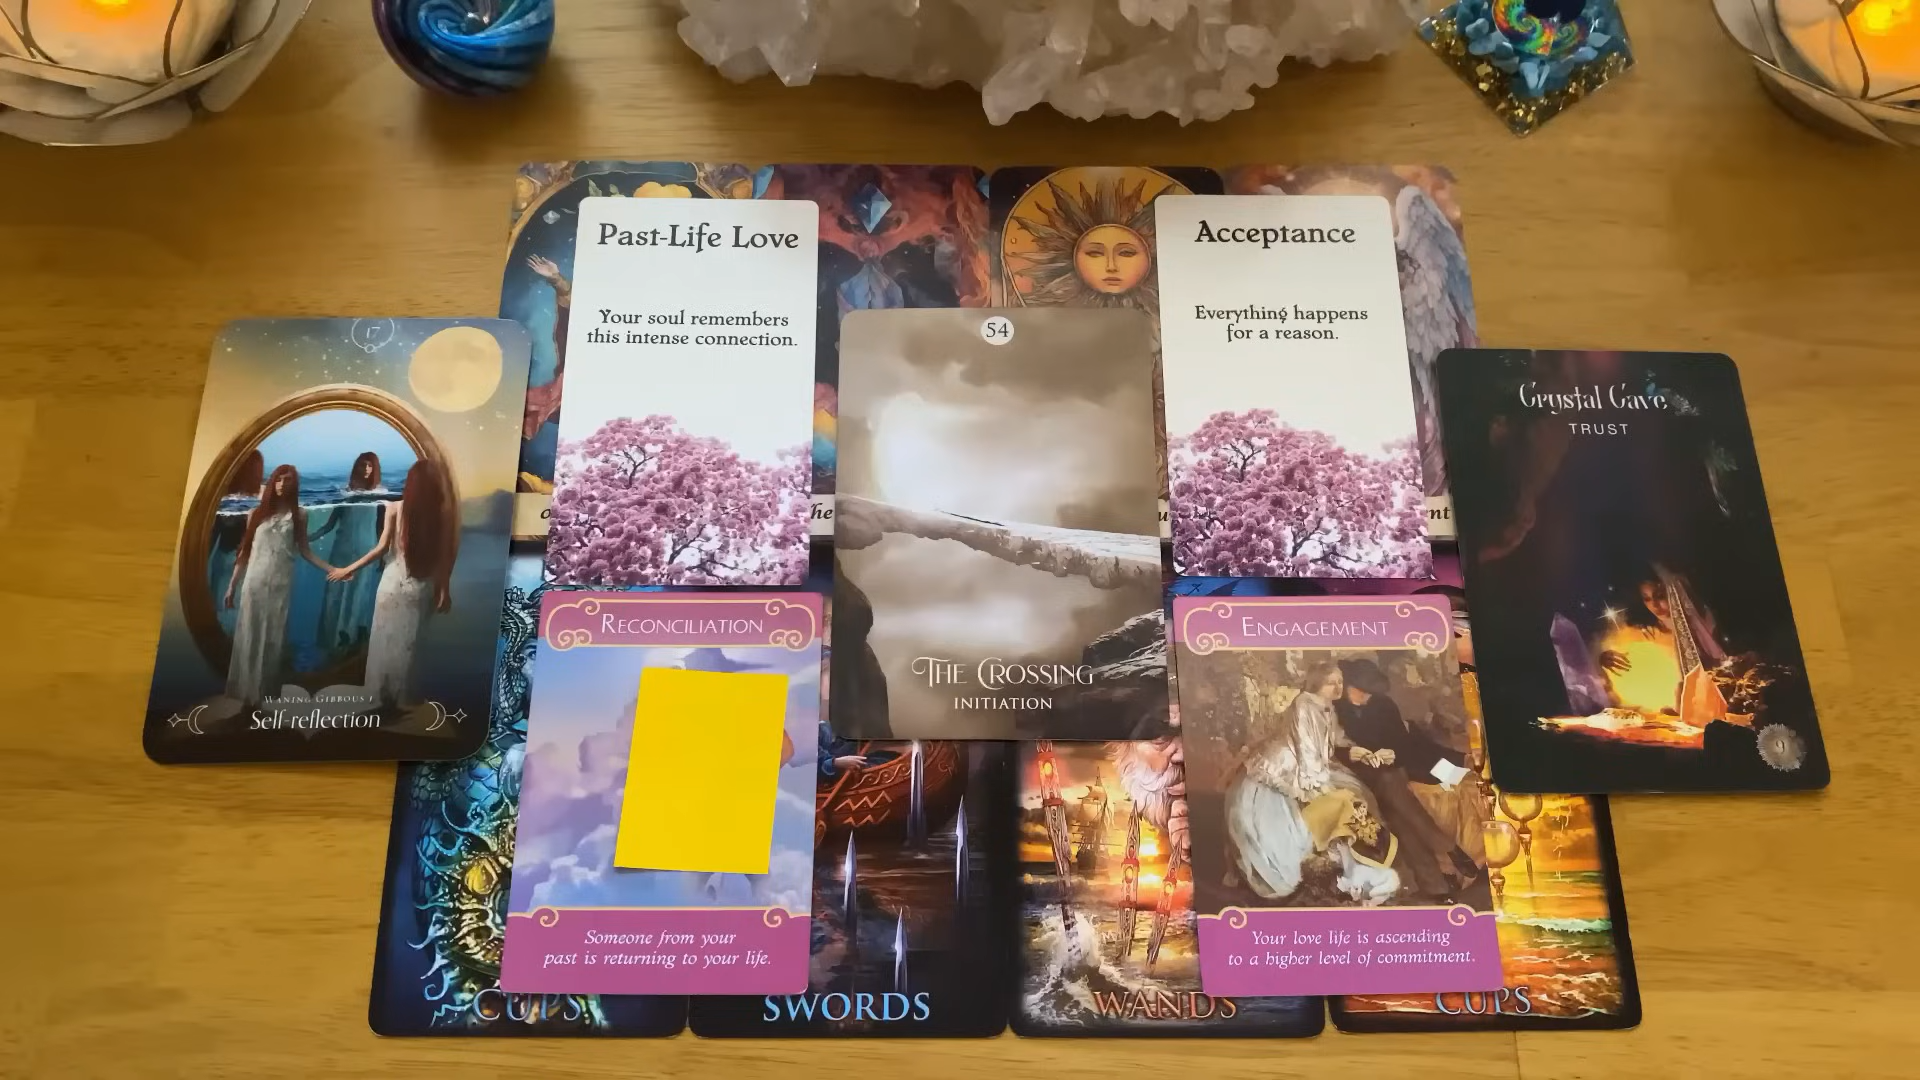 Past-Life Love
Your soul remembers
this intense connection.
54
THE CROSSING
INITIATION
Acceptance
Everything happens
for a reason.
17
WANING GIBBOUS 1
Self-reflection
Crystal Cave
TRUST
9
RECONCILIATION
Someone from your
past is returning to your life.
ENGAGEMENT
Your love life is ascending
to a higher level of commitment.
CUPS
SWORDS
WANDS
CUPS